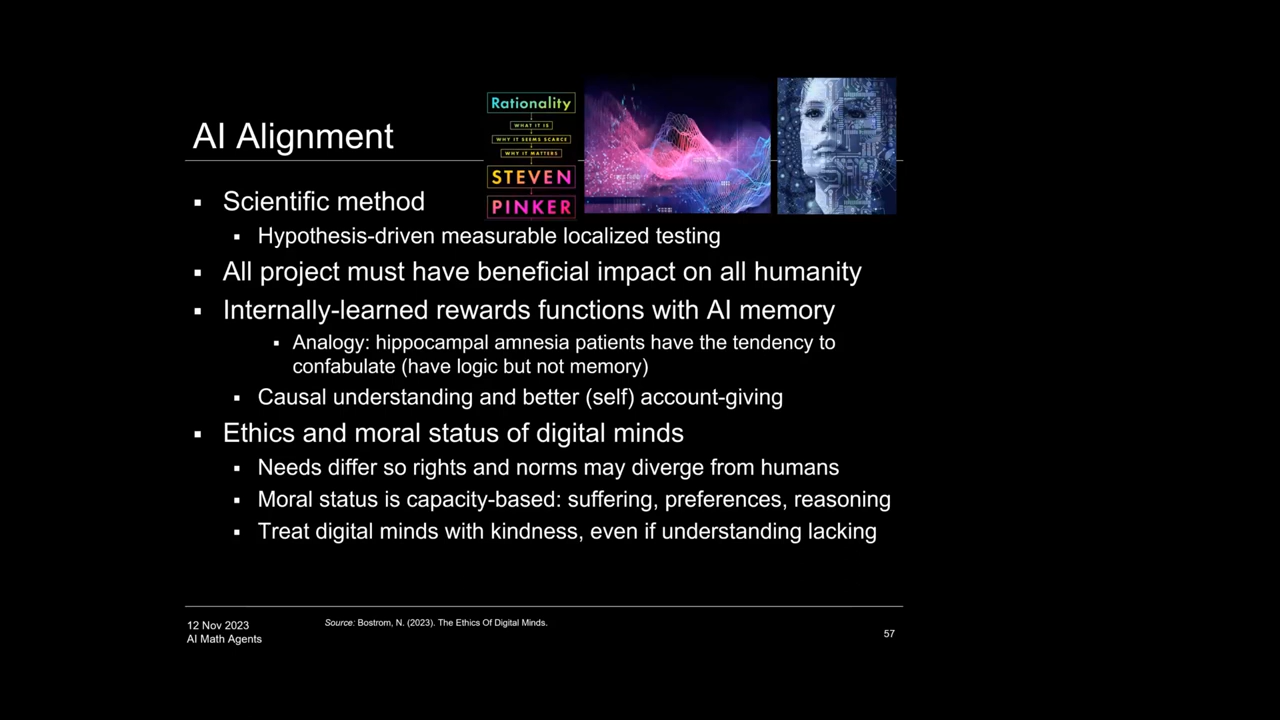 AI Alignment
Rationality
WHAT IT IS
WHY IT SEEMS SCARCE
WHY IT MATTERS
STEVEN
PINKER
▪ Scientific method
▪ Hypothesis-driven measurable localized testing
▪ All project must have beneficial impact on all humanity
▪ Internally-learned rewards functions with AI memory
▪ Analogy: hippocampal amnesia patients have the tendency to
confabulate (have logic but not memory)
▪ Causal understanding and better (self) account-giving
▪ Ethics and moral status of digital minds
▪ Needs differ so rights and norms may diverge from humans
▪ Moral status is capacity-based: suffering, preferences, reasoning
▪ Treat digital minds with kindness, even if understanding lacking
12 Nov 2023
AI Math Agents
Source: Bostrom, N. (2023). The Ethics Of Digital Minds.
57